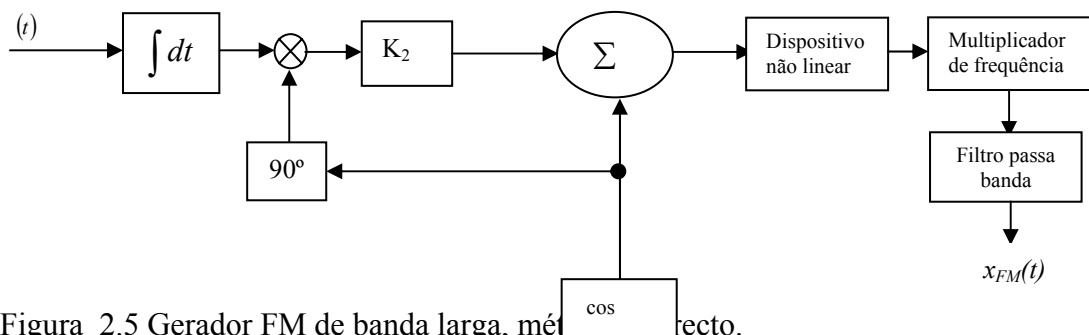 (t)
∫ dt
K₂
Σ
Dispositivo
não linear
Multiplicador
de frequência
90º
Filtro passa
banda
x_FM(t)
cos
Figura 2.5 Gerador FM de banda larga, mét recto.